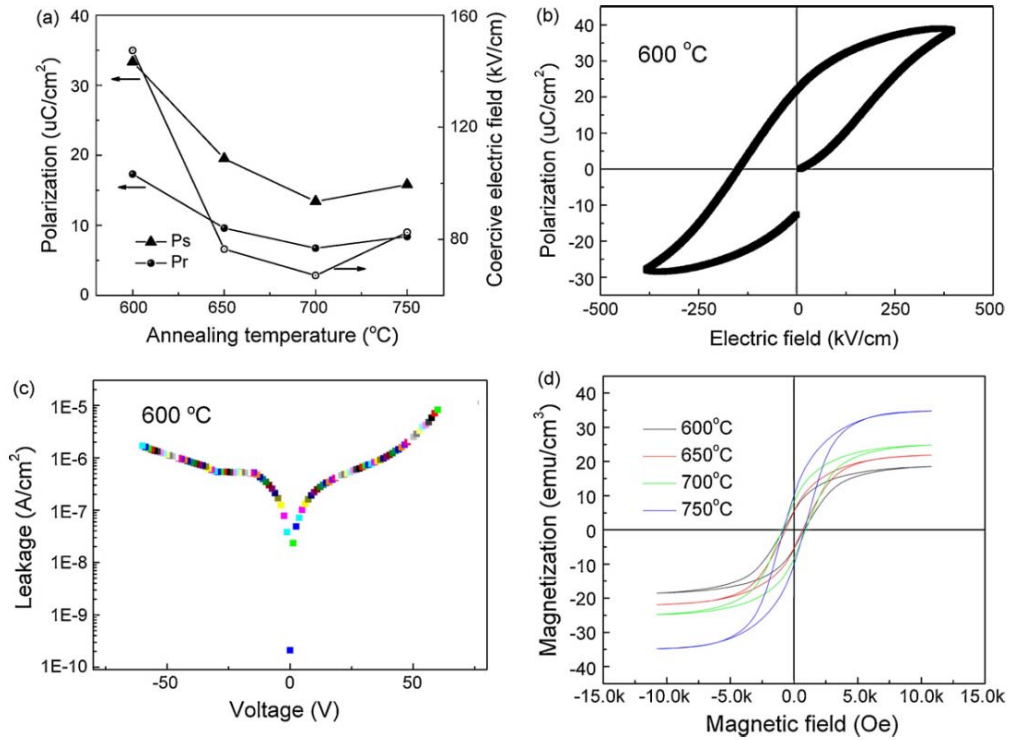 (a)
40
30
20
10
0
Polarization (uC/cm²)
160
120
80
Coercive electric field (kV/cm)
Ps
Pr
600 650 700 750
Annealing temperature (°C)
(b)
600 °C
40
30
20
10
0
-10
-20
-30
Polarization (uC/cm²)
-500 -250 0 250 500
Electric field (kV/cm)
(c)
600 °C
1E-5
1E-6
1E-7
1E-8
1E-9
1E-10
Leakage (A/cm²)
-50 0 50
Voltage (V)
(d)
40
30
20
10
0
-10
-20
-30
-40
Magnetization (emu/cm³)
600°C
650°C
700°C
750°C
-15.0k -10.0k -5.0k 0.0 5.0k 10.0k 15.0k
Magnetic field (Oe)